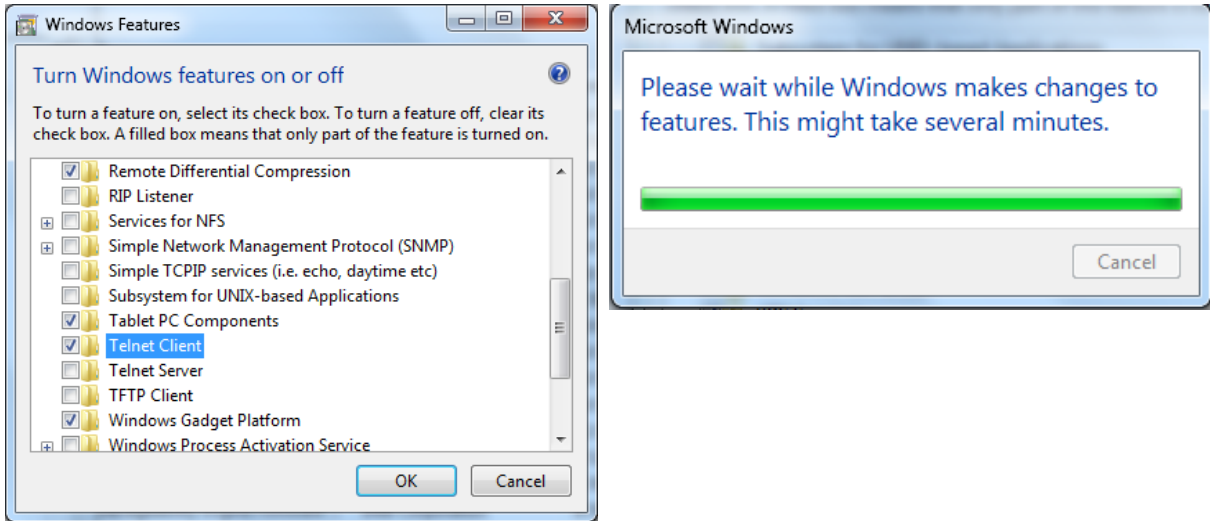 Windows Features
Turn Windows features on or off
To turn a feature on, select its check box. To turn a feature off, clear its
check box. A filled box means that only part of the feature is turned on.
Remote Differential Compression
RIP Listener
Services for NFS
Simple Network Management Protocol (SNMP)
Simple TCPIP services (i.e. echo, daytime etc)
Subsystem for UNIX-based Applications
Tablet PC Components
Telnet Client
Telnet Server
TFTP Client
Windows Gadget Platform
Windows Process Activation Service
OK
Cancel
Microsoft Windows
Please wait while Windows makes changes to
features. This might take several minutes.
Cancel